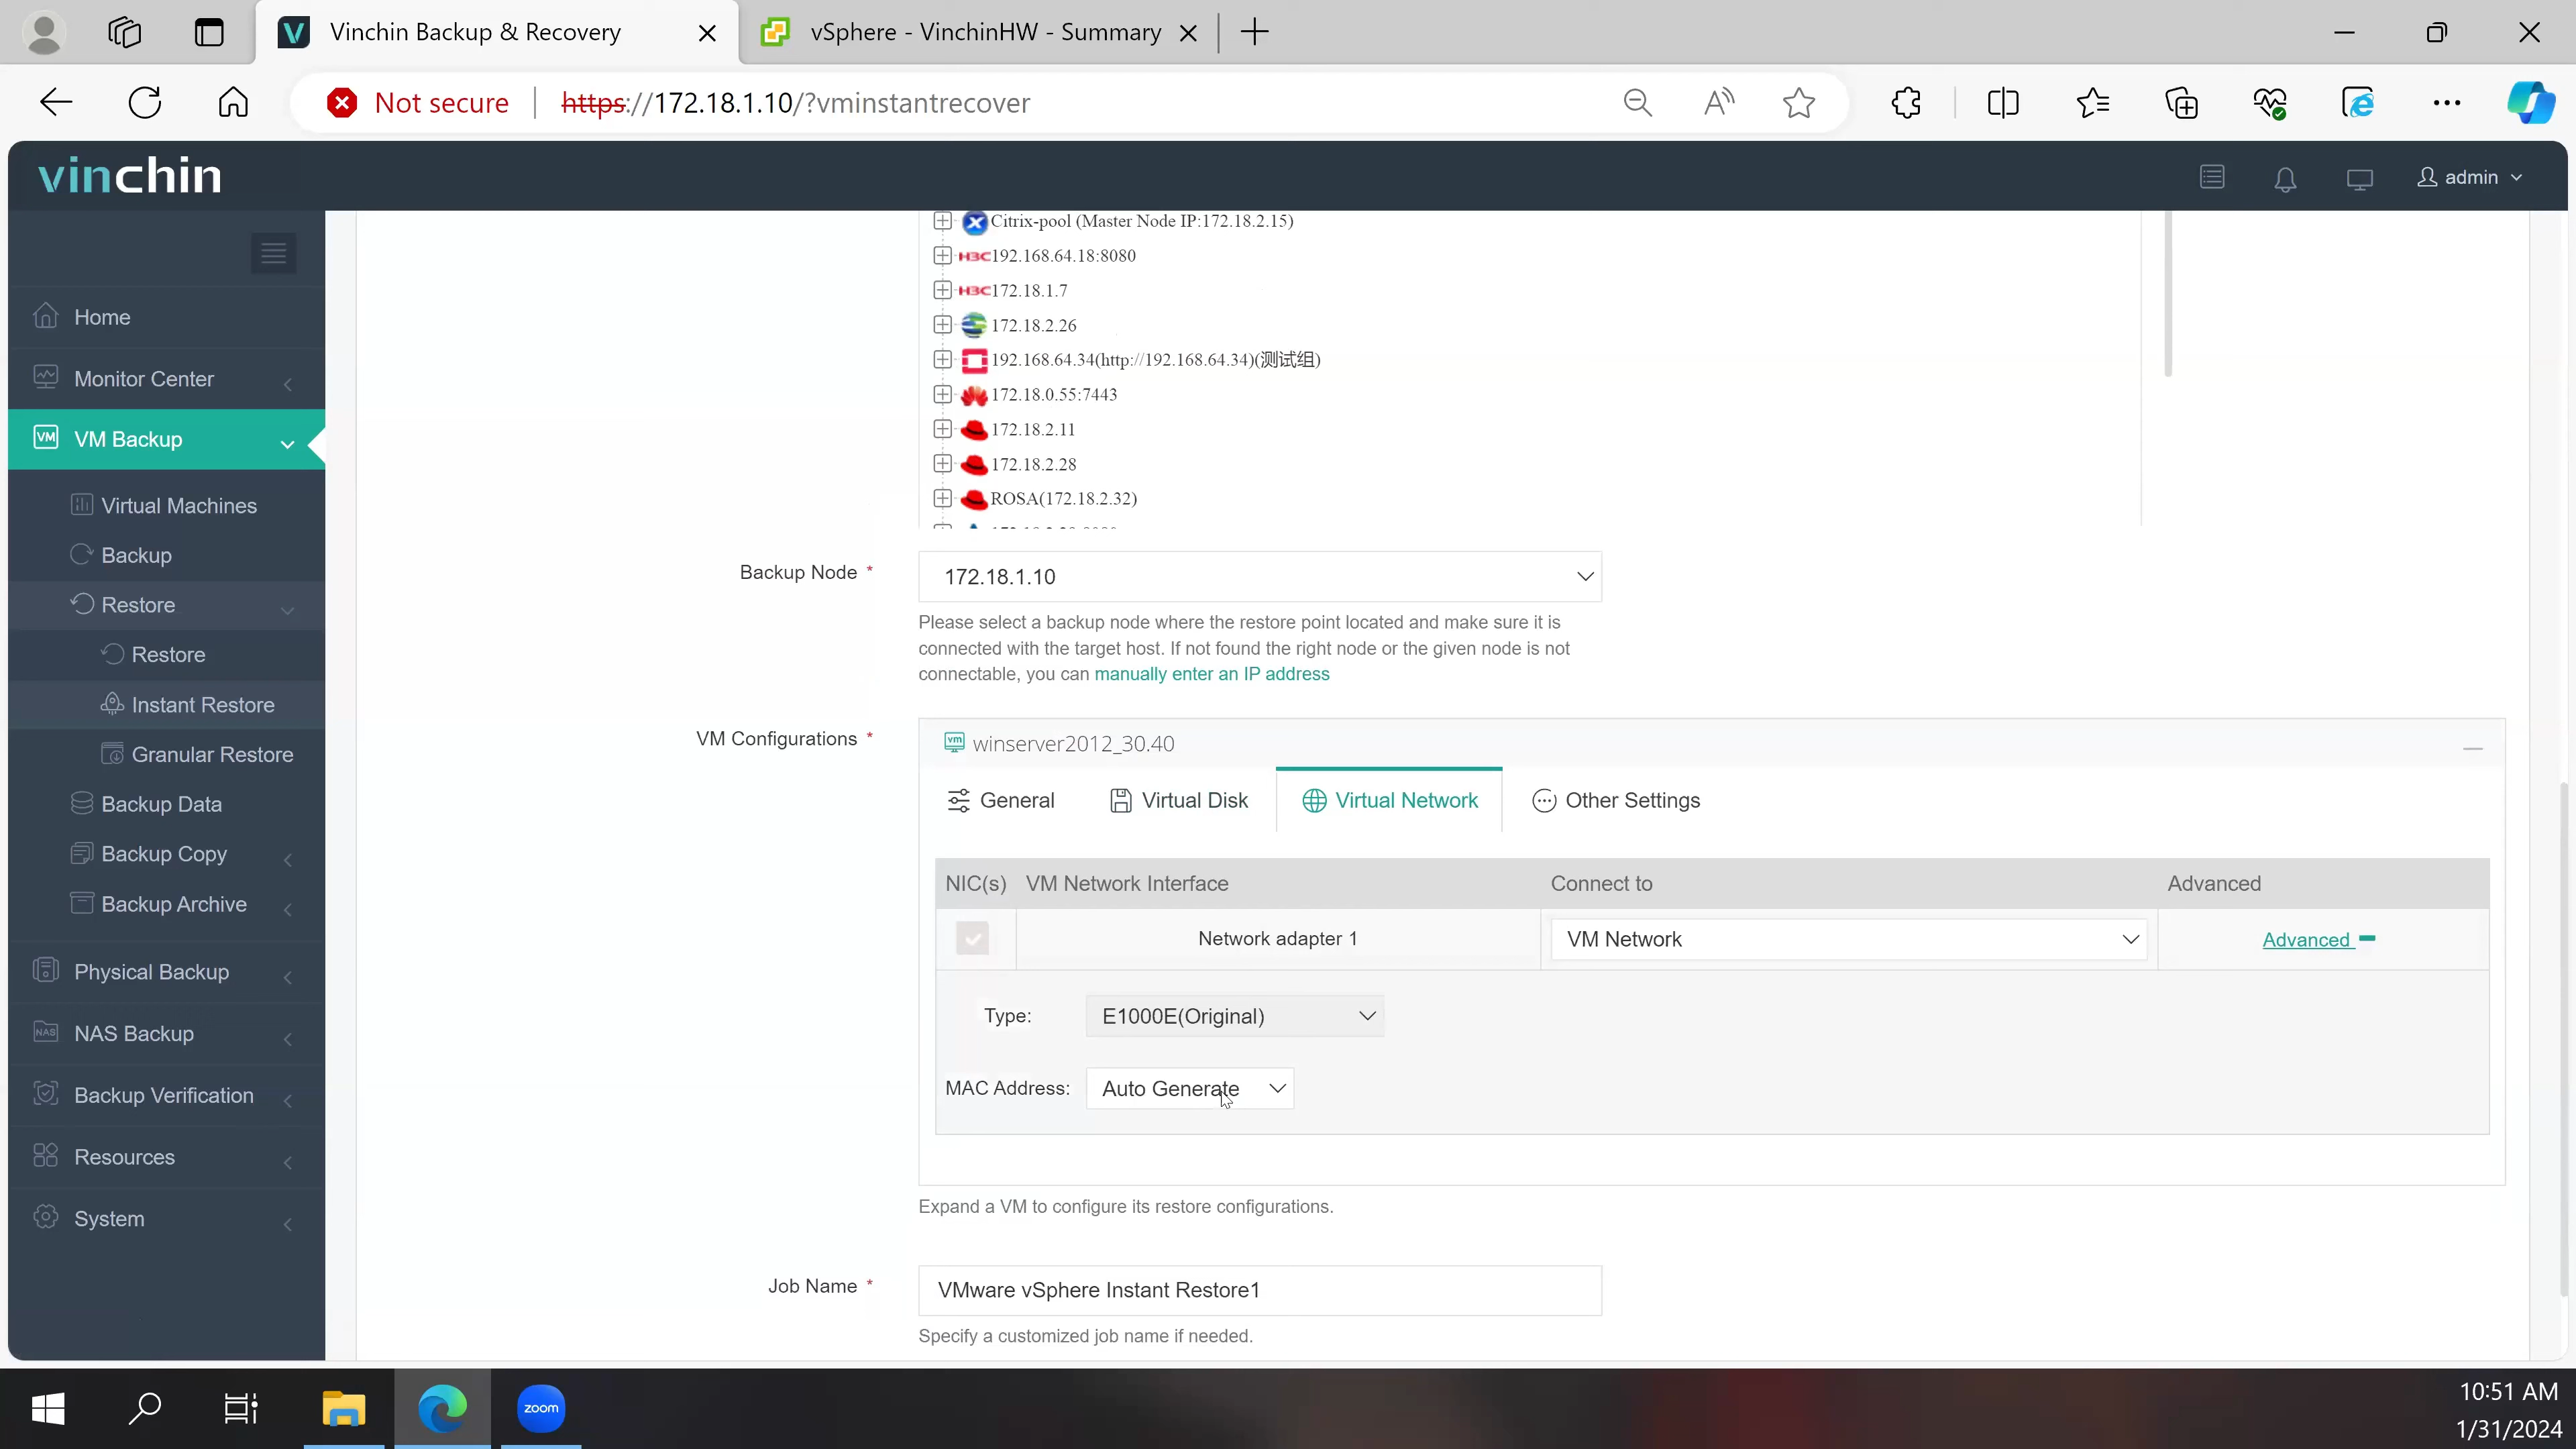 Vinchin Backup & Recovery
vSphere - VinchinHW - Summary
Not secure
https://172.18.1.10/?vminstantrecover
vinchin
admin
Home
Monitor Center
VM Backup
Virtual Machines
Backup
Restore
Restore
Instant Restore
Granular Restore
Backup Data
Backup Copy
Backup Archive
Physical Backup
NAS Backup
Backup Verification
Resources
System
Citrix-pool (Master Node IP:172.18.2.15)
H3C 192.168.64.18:8080
H3C 172.18.1.7
172.18.2.26
192.168.64.34(http://192.168.64.34)(测试组)
172.18.0.55:7443
172.18.2.11
172.18.2.28
ROSA(172.18.2.32)
Backup Node *
172.18.1.10
Please select a backup node where the restore point located and make sure it is
connected with the target host. If not found the right node or the given node is not
connectable, you can manually enter an IP address
VM Configurations *
winserver2012_30.40
General
Virtual Disk
Virtual Network
Other Settings
NIC(s) VM Network Interface Connect to Advanced
Network adapter 1 VM Network Advanced
Type: E1000E(Original)
MAC Address: Auto Generate
Expand a VM to configure its restore configurations.
Job Name *
VMware vSphere Instant Restore1
Specify a customized job name if needed.
zoom
10:51 AM
1/31/2024